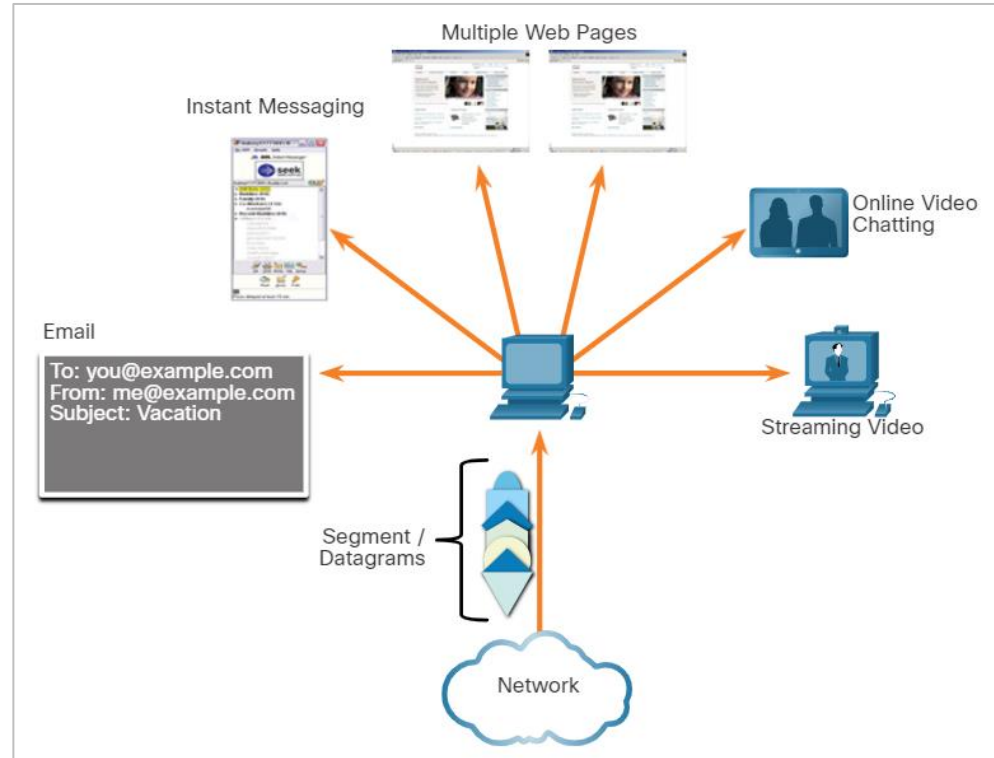 Multiple Web Pages
Instant Messaging
seek
Online Video
Chatting
Email
To: you@example.com
From: me@example.com
Subject: Vacation
Streaming Video
Segment /
Datagrams
Network